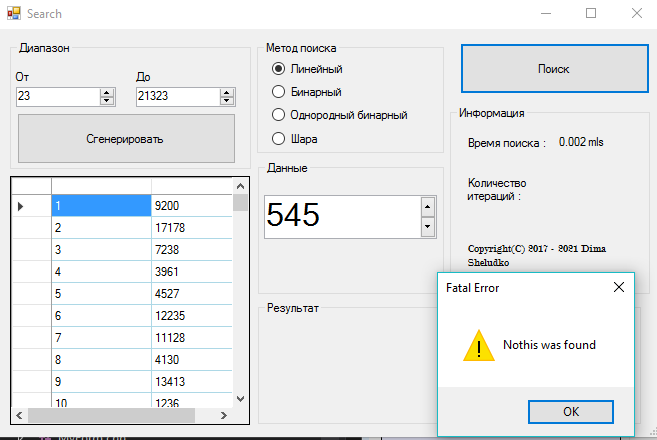 Search
Диапазон
От
До
23
21323
Сгенерировать
Метод поиска
Линейный
Бинарный
Однородный бинарный
Шара
Поиск
Информация
Время поиска :
0.002 mls
Количество
итераций :
Copyright(C) 2017 - 2021 Dima
Sheludko
Данные
545
Результат
1 9200
2 17178
3 7238
4 3961
5 4527
6 12235
7 11128
8 4130
9 13413
10 1236
Fatal Error
Nothis was found
OK